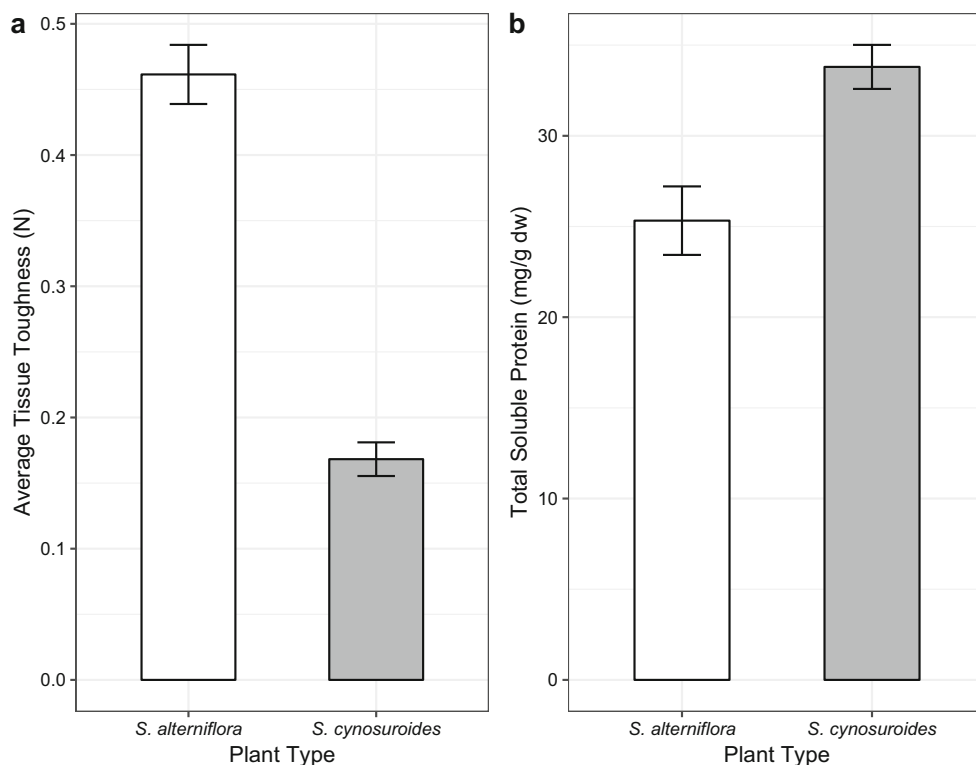 a
Average Tissue Toughness (N)
0.5
0.4
0.3
0.2
0.1
0.0
S. alterniflora
S. cynosuroides
Plant Type
b
Total Soluble Protein (mg/g dw)
30
20
10
0
S. alterniflora
S. cynosuroides
Plant Type